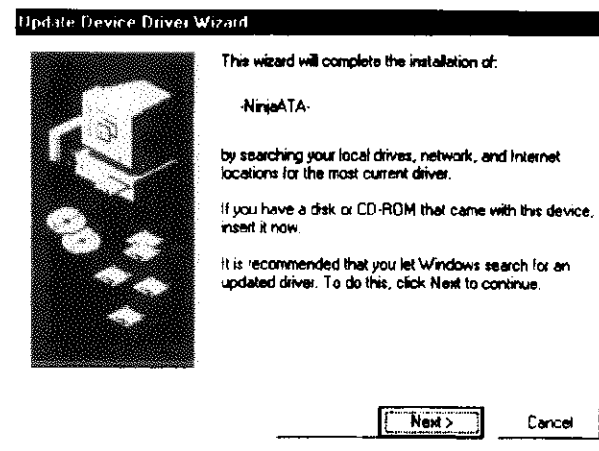 Update Device Driver Wizard
This wizard will complete the installation of:
-NinjaATA-
by searching your local drives, network, and Internet
locations for the most current driver.
If you have a disk or CD-ROM that came with this device,
insert it now.
It is recommended that you let Windows search for an
updated driver. To do this, click Next to continue.
Next >
Cancel